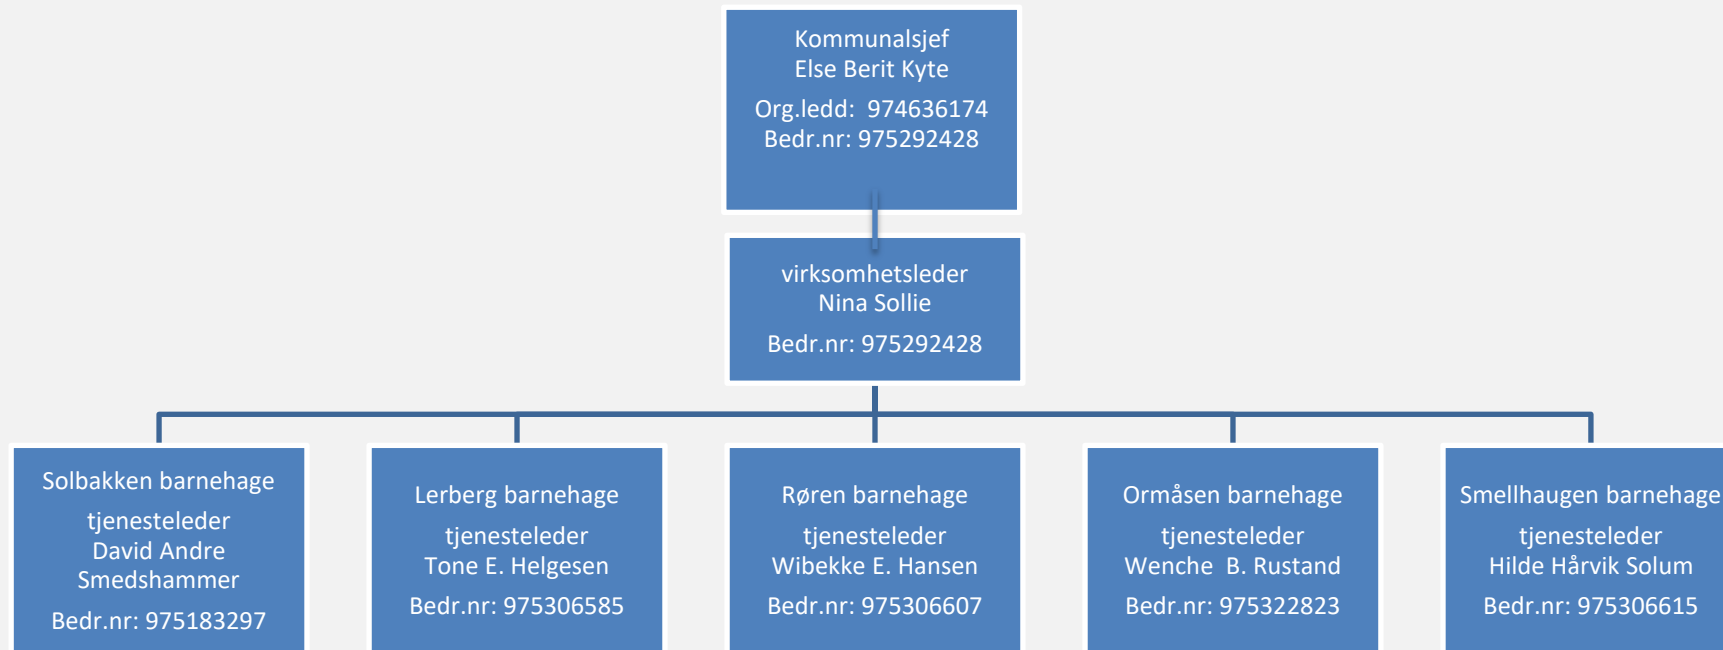 Kommunalsjef
Else Berit Kyte
Org.ledd: 974636174
Bedr.nr: 975292428
virksomhetsleder
Nina Sollie
Bedr.nr: 975292428
Solbakken barnehage
tjenesteleder
David Andre
Smedshammer
Bedr.nr: 975183297
Lerberg barnehage
tjenesteleder
Tone E. Helgesen
Bedr.nr: 975306585
Røren barnehage
tjenesteleder
Wibekke E. Hansen
Bedr.nr: 975306607
Ormåsen barnehage
tjenesteleder
Wenche B. Rustand
Bedr.nr: 975322823
Smellhaugen barnehage
tjenesteleder
Hilde Hårvik Solum
Bedr.nr: 975306615